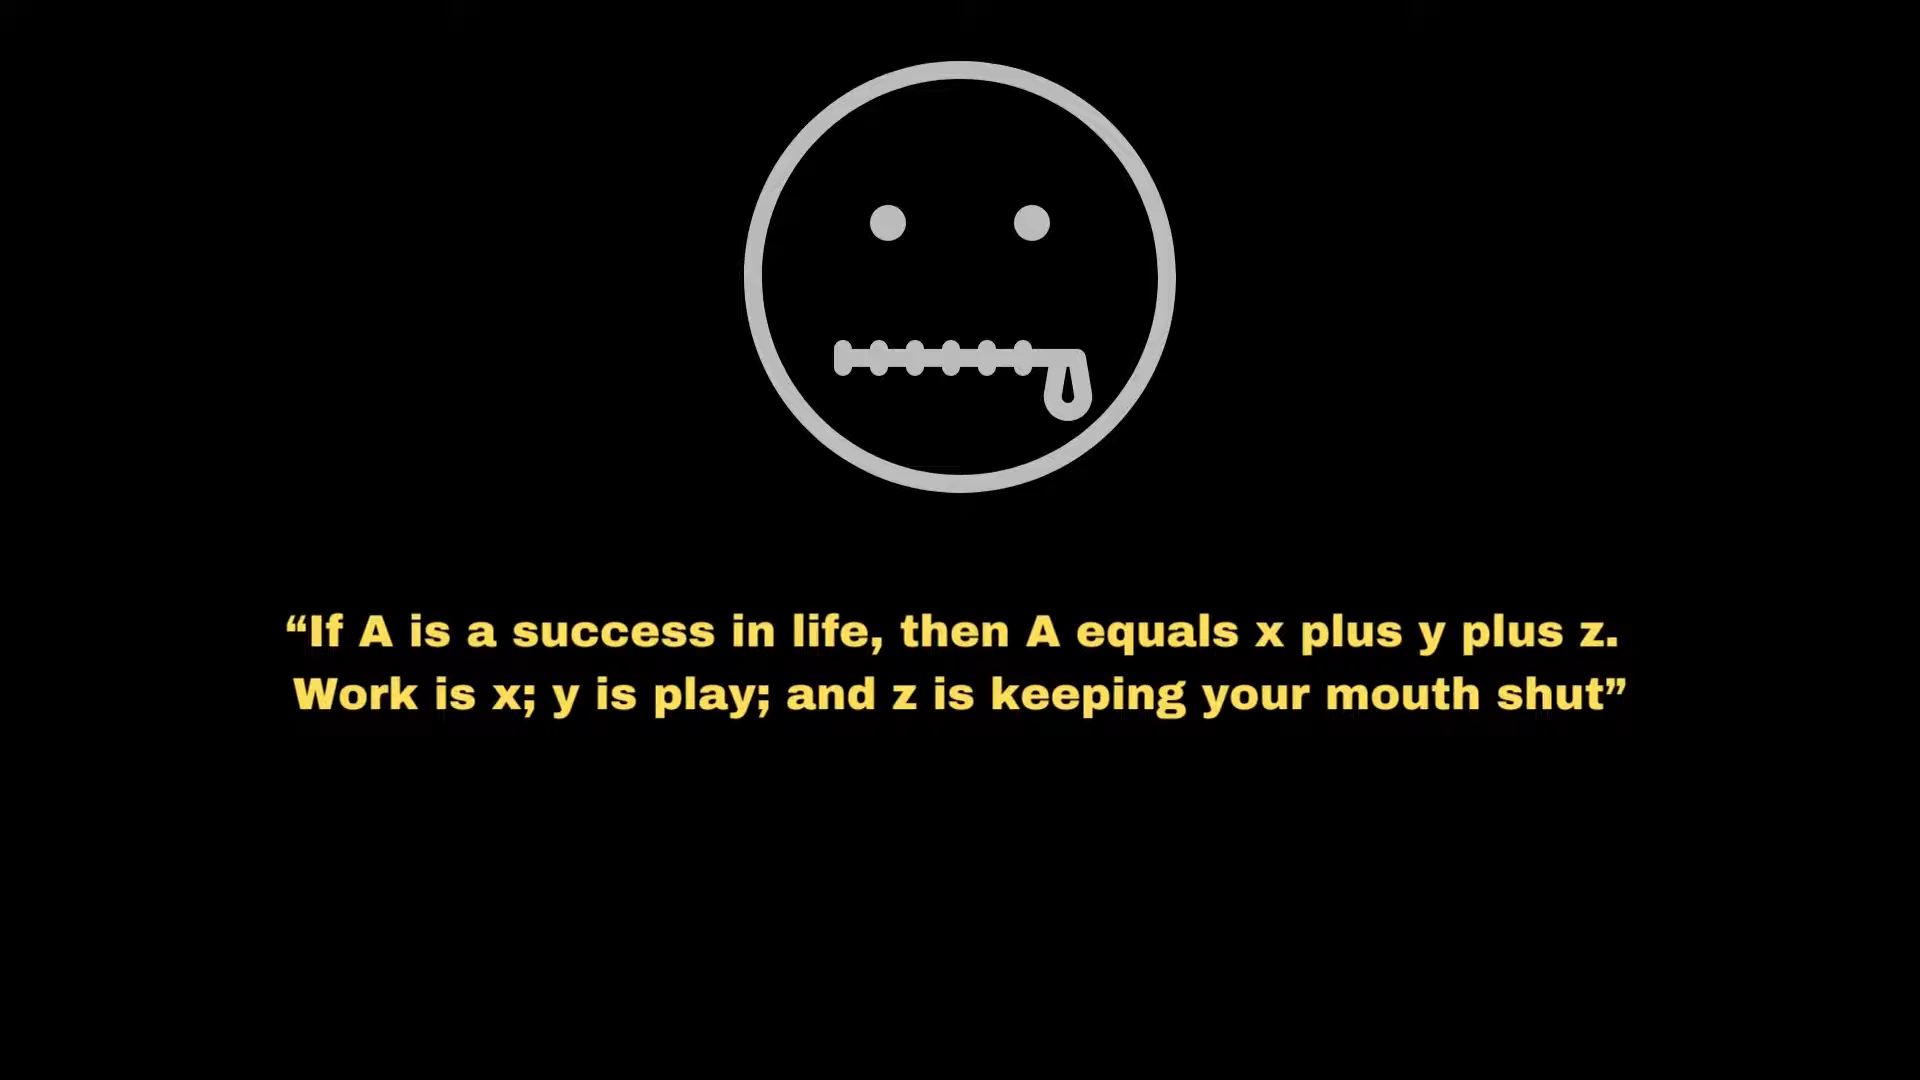 “If A is a success in life, then A equals x plus y plus z.
Work is x; y is play; and z is keeping your mouth shut”